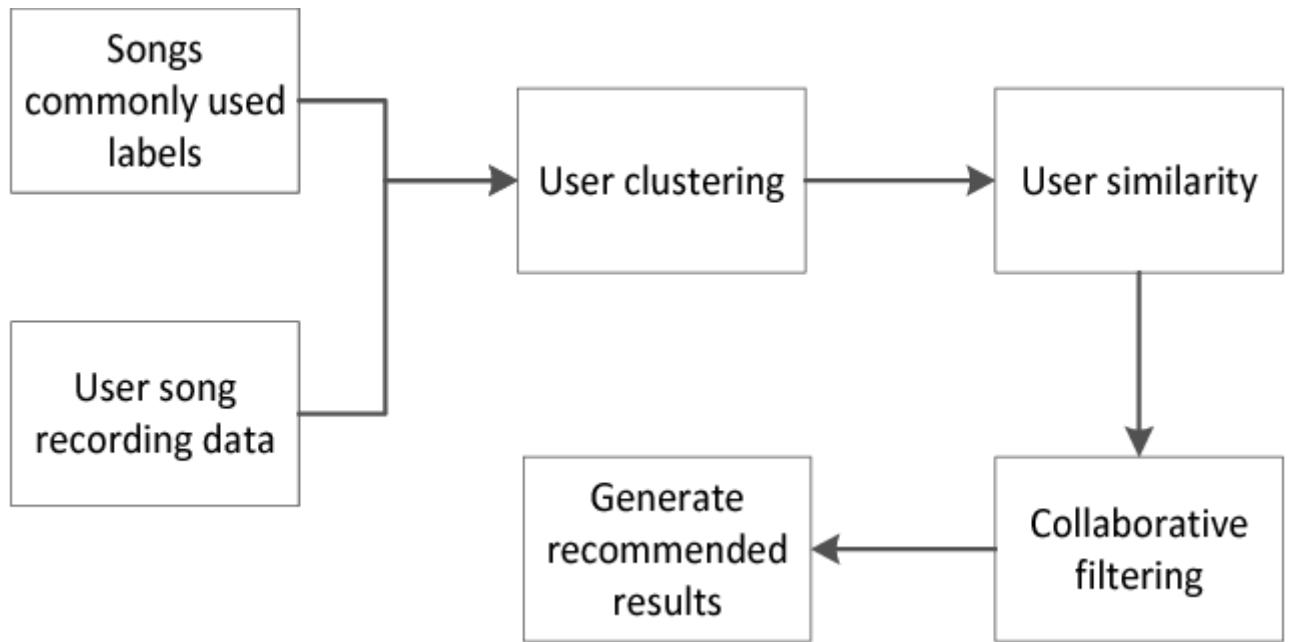 Songs
commonly used
labels
User clustering
User similarity
User song
recording data
Generate
recommended
results
Collaborative
filtering